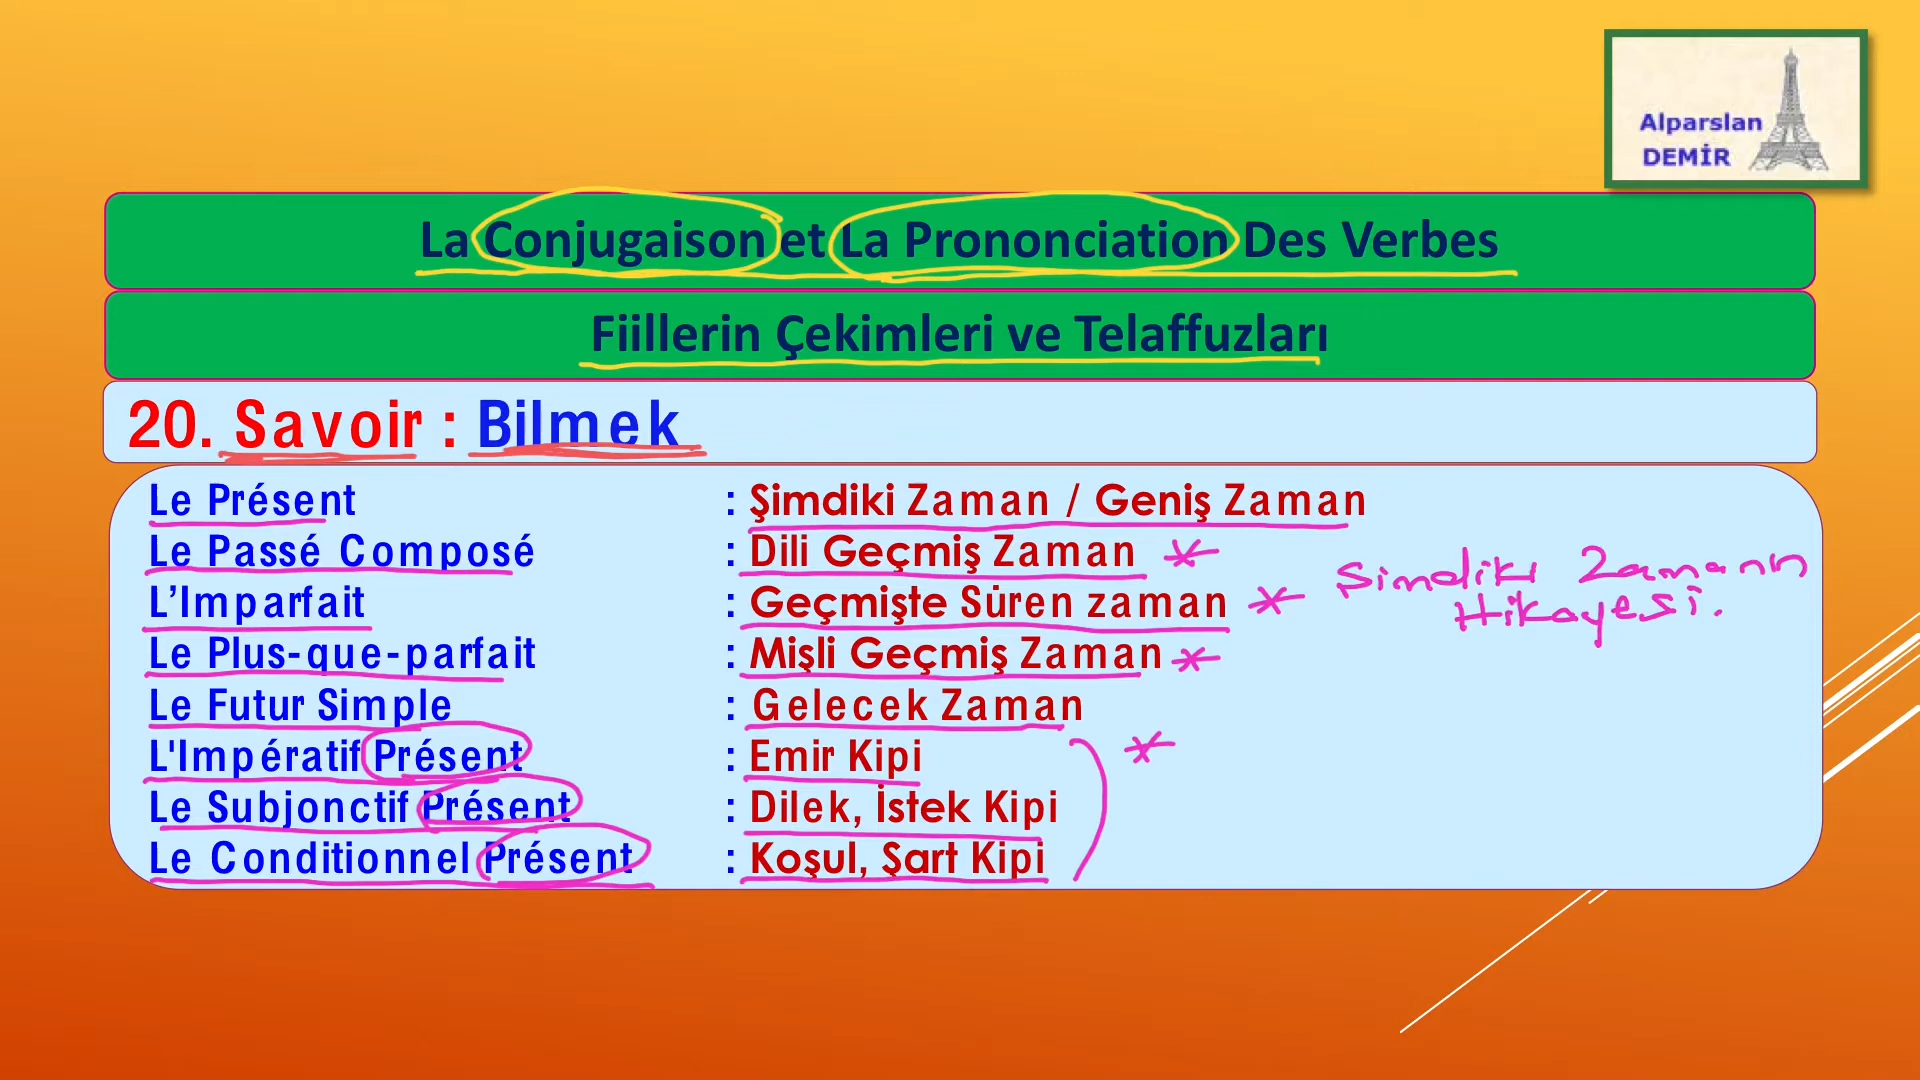 Alparslan
DEMİR
La Conjugaison et La Prononciation Des Verbes
Fiillerin Çekimleri ve Telaffuzları
20. Savoir : Bilmek
Le Présent : Şimdiki Zaman / Geniş Zaman
Le Passé Composé : Dili Geçmiş Zaman
L’Imparfait : Geçmişte Süren zaman
Şimdiki Zamanın
Hikayesi.
Le Plus-que-parfait : Mişli Geçmiş Zaman
Le Futur Simple : Gelecek Zaman
L'Impératif Présent : Emir Kipi
Le Subjonctif Présent : Dilek, İstek Kipi
Le Conditionnel Présent : Koşul, Şart Kipi